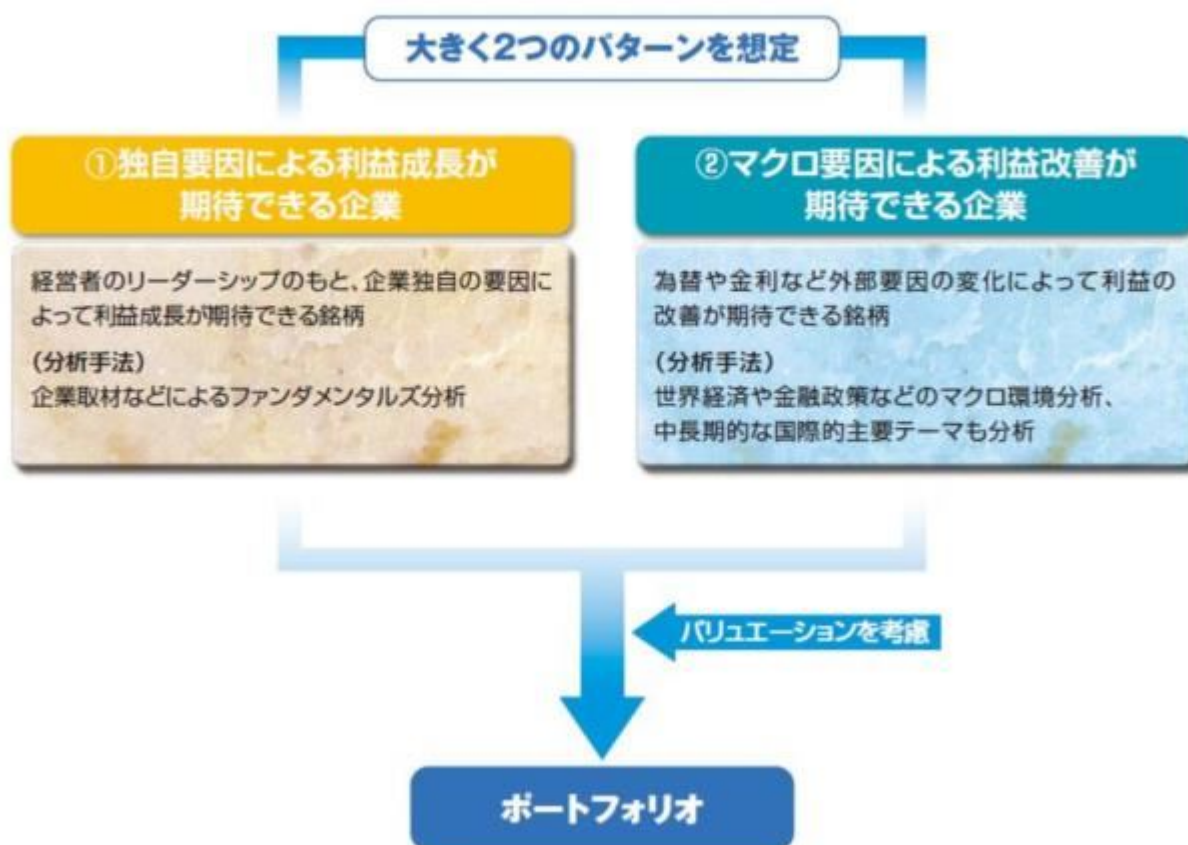 大きく2つのパターンを想定
①独自要因による利益成長が
期待できる企業
経営者のリーダーシップのもと、企業独自の要因に
よって利益成長が期待できる銘柄
（分析手法）
企業取材などによるファンダメンタルズ分析
②マクロ要因による利益改善が
期待できる企業
為替や金利など外部要因の変化によって利益の
改善が期待できる銘柄
（分析手法）
世界経済や金融政策などのマクロ環境分析、
中長期的な国際的主要テーマも分析
バリュエーションを考慮
ポートフォリオ